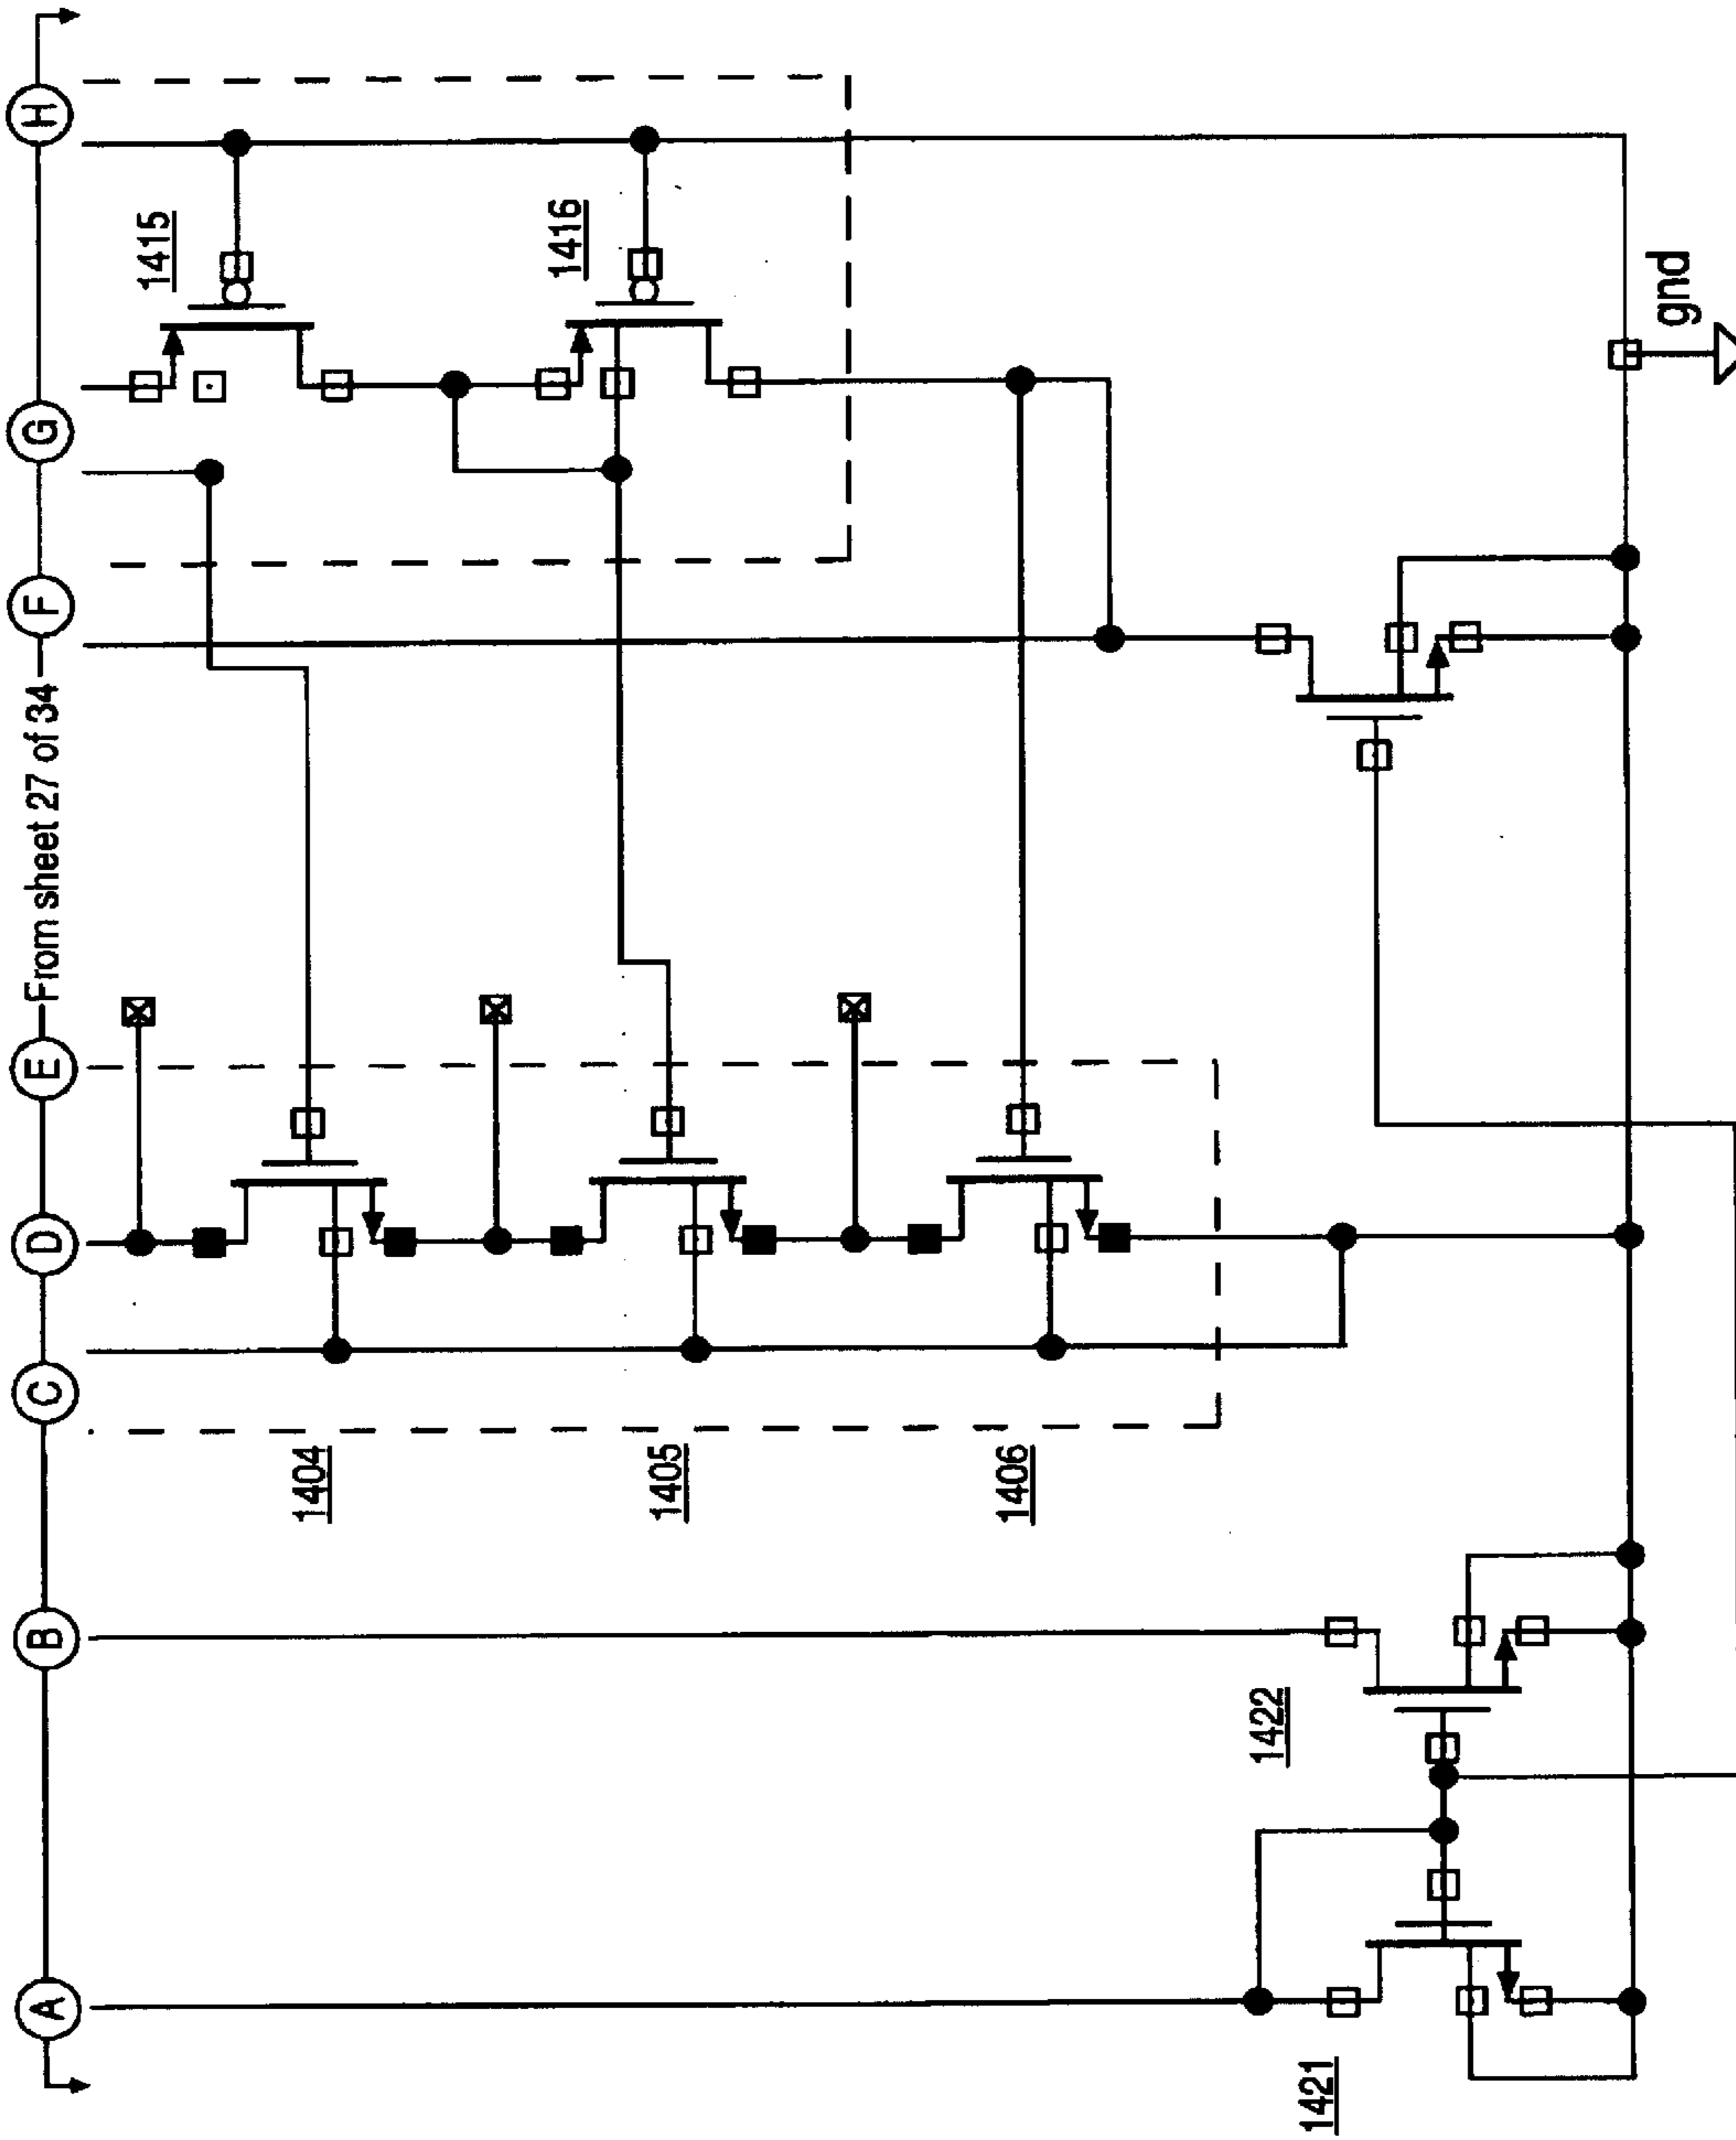 A
B
C
D
E
From sheet 27 of 34
F
G
H
1415
1416
1404
1405
1406
1422
1421
gnd